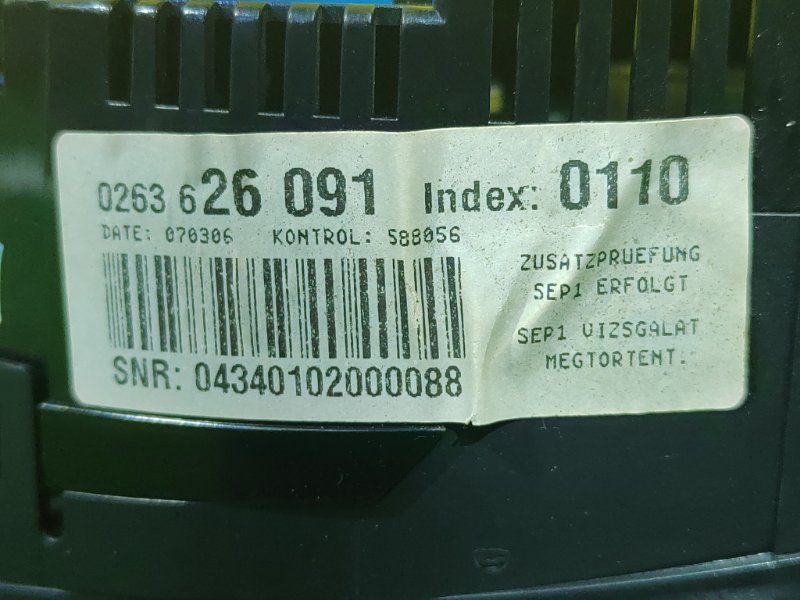 0263 626 091 Index: 0110
DATE: 070306 KONTROL: 588056
ZUSATZPRUEFUNG
SEP1 ERFOLGT
SEP1 VIZSGALAT
MEGTORTENT.
SNR: 04340102000088